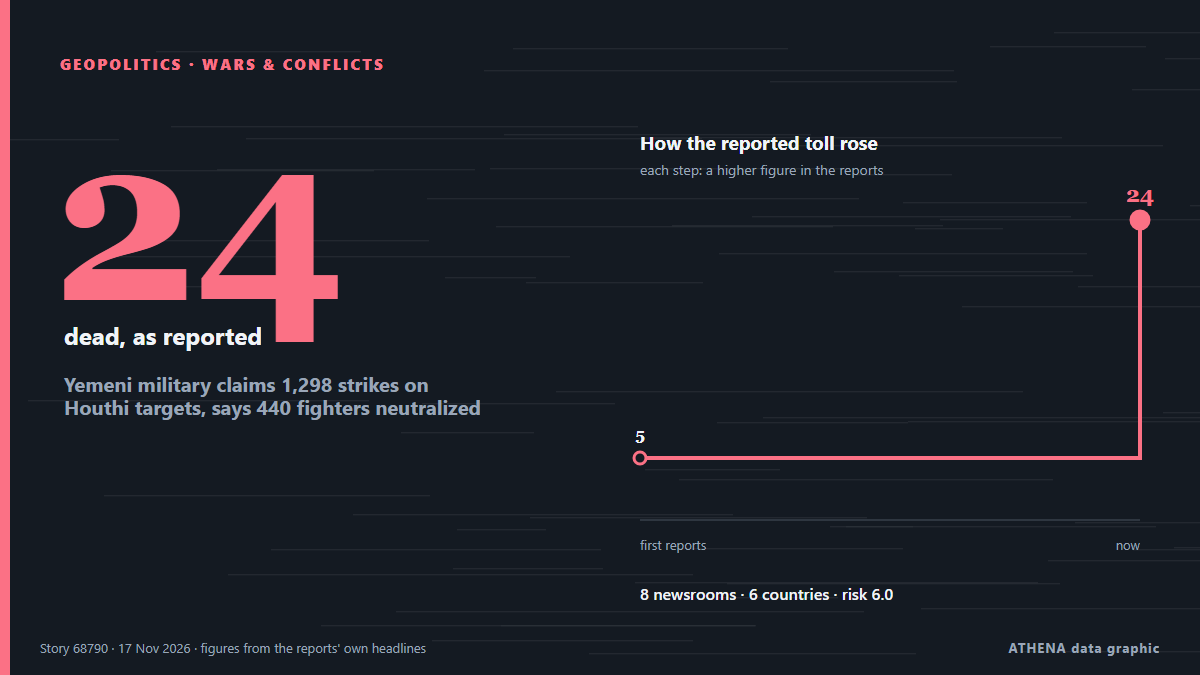 GEOPOLITICS · WARS & CONFLICTS
24
dead, as reported
Yemeni military claims 1,298 strikes on
Houthi targets, says 440 fighters neutralized
How the reported toll rose
each step: a higher figure in the reports
24
5
first reports
now
8 newsrooms · 6 countries · risk 6.0
Story 68790 · 17 Nov 2026 · figures from the reports' own headlines
ATHENA data graphic